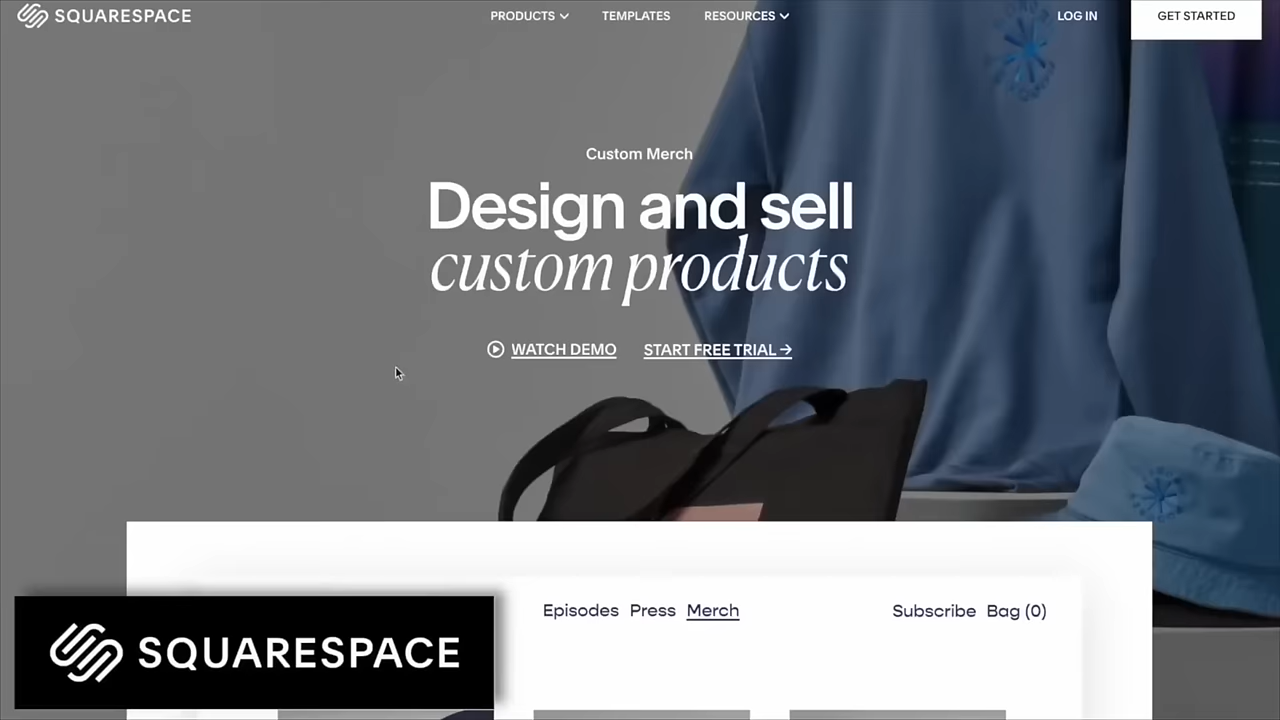 SQUARESPACE
PRODUCTS
TEMPLATES
RESOURCES
LOG IN
GET STARTED
Custom Merch
Design and sell
custom products
WATCH DEMO
START FREE TRIAL →
Episodes Press Merch
Subscribe Bag (0)
SQUARESPACE